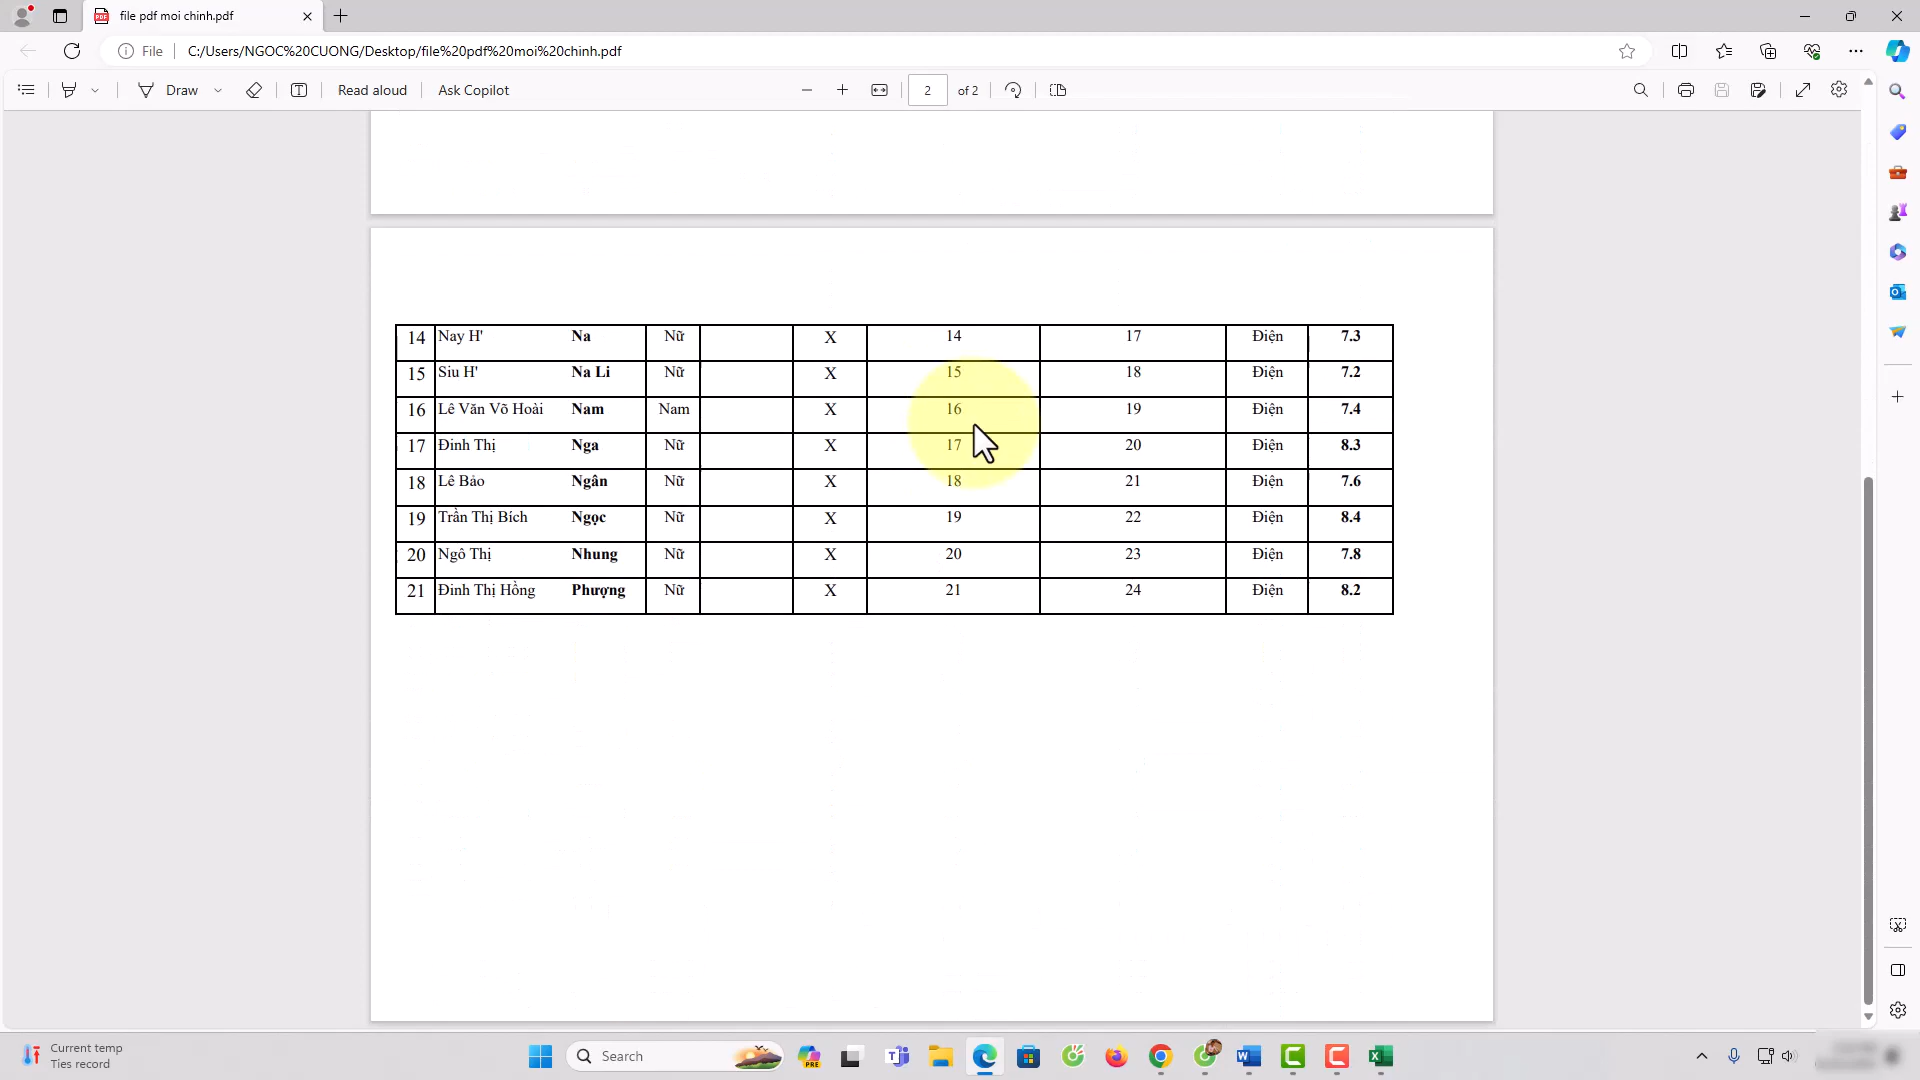 file pdf moi chinh.pdf
File C:/Users/NGOC%20CUONG/Desktop/file%20pdf%20moi%20chinh.pdf
Draw Read aloud Ask Copilot 2 of 2
14 Nay H' Na Nữ X 14 17 Điện 7.3
15 Siu H' Na Li Nữ X 15 18 Điện 7.2
16 Lê Văn Võ Hoài Nam Nam X 16 19 Điện 7.4
17 Đinh Thị Nga Nữ X 17 20 Điện 8.3
18 Lê Bảo Ngân Nữ X 18 21 Điện 7.6
19 Trần Thị Bích Ngọc Nữ X 19 22 Điện 8.4
20 Ngô Thị Nhung Nữ X 20 23 Điện 7.8
21 Đinh Thị Hồng Phượng Nữ X 21 24 Điện 8.2
Current temp
Ties record
Search